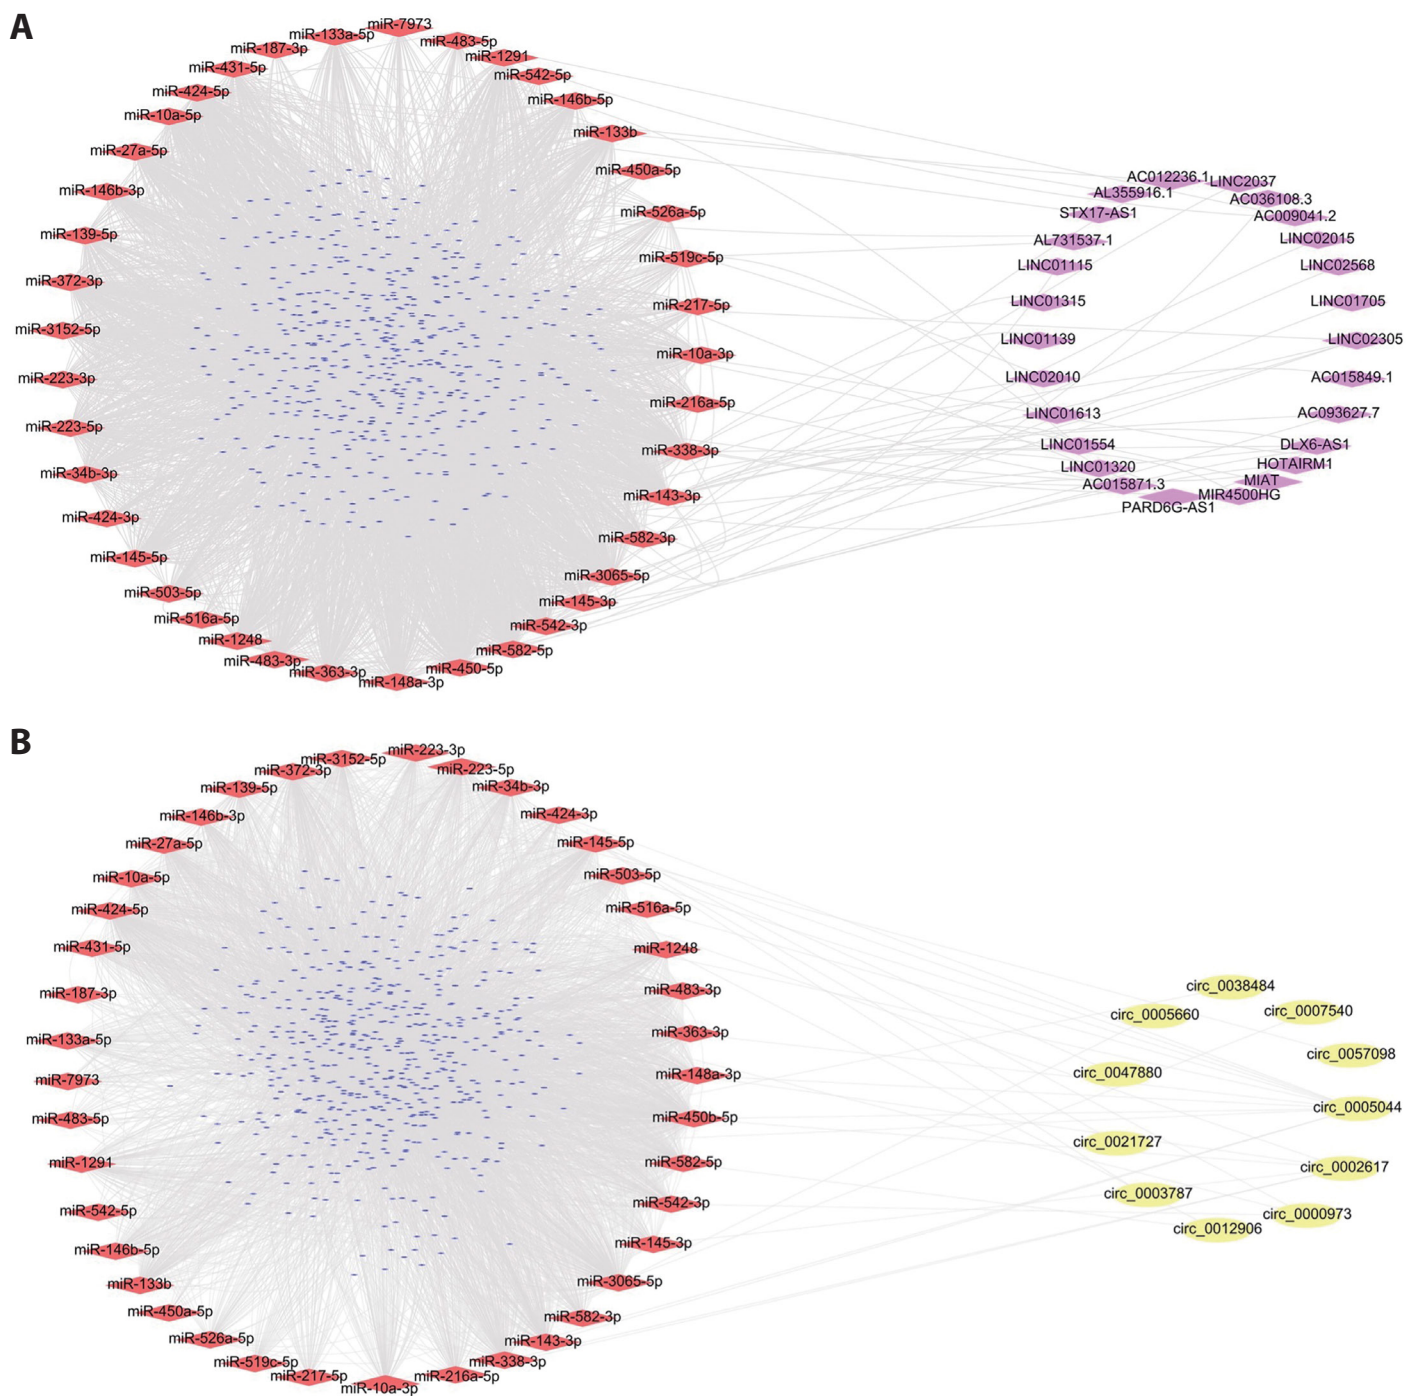 A
miR-7973
miR-133a-5p
miR-483-5p
miR-187-3p
miR-1291
miR-431-5p
miR-542-5p
miR-424-5p
miR-146b-5p
miR-10a-5p
miR-133b
miR-27a-5p
miR-450a-5p
miR-146b-3p
miR-526a-5p
miR-139-5p
miR-519c-5p
miR-372-3p
miR-217-5p
miR-3152-5p
miR-10a-3p
miR-223-3p
miR-216a-5p
miR-223-5p
miR-338-3p
miR-34b-3p
miR-143-3p
miR-424-3p
miR-582-3p
miR-145-5p
miR-3065-5p
miR-503-5p
miR-145-3p
miR-516a-5p
miR-542-3p
miR-1248
miR-582-5p
miR-483-3p
miR-450-5p
miR-363-3p
miR-148a-3p
AC012236.1
LINC2037
AL355916.1
AC036108.3
STX17-AS1
AC009041.2
AL731537.1
LINC02015
LINC01115
LINC02568
LINC01315
LINC01705
LINC01139
LINC02305
LINC02010
AC015849.1
LINC01613
AC093627.7
LINC01554
DLX6-AS1
LINC01320
HOTAIRM1
AC015871.3
MIAT
MIR4500HG
PARD6G-AS1
B
miR-223-3p
miR-3152-5p
miR-223-5p
miR-372-3p
miR-34b-3p
miR-139-5p
miR-424-3p
miR-146b-3p
miR-145-5p
miR-27a-5p
miR-503-5p
miR-10a-5p
miR-516a-5p
miR-424-5p
miR-1248
miR-431-5p
miR-483-3p
miR-187-3p
miR-363-3p
miR-133a-5p
miR-148a-3p
miR-7973
miR-450b-5p
miR-483-5p
miR-582-5p
miR-1291
miR-542-3p
miR-542-5p
miR-145-3p
miR-146b-5p
miR-3065-5p
miR-133b
miR-582-3p
miR-450a-5p
miR-143-3p
miR-526a-5p
miR-338-3p
miR-519c-5p
miR-216a-5p
miR-217-5p
miR-10a-3p
circ_0038484
circ_0005660
circ_0007540
circ_0057098
circ_0047880
circ_0005044
circ_0021727
circ_0002617
circ_0003787
circ_0000973
circ_0012906